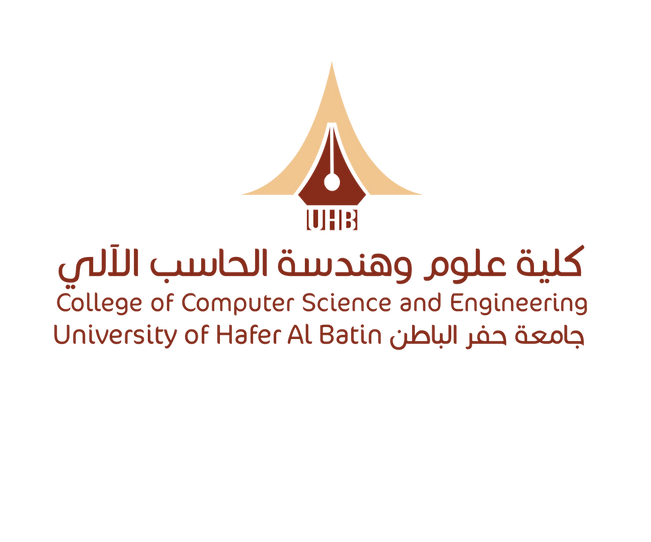 UHB
كلية علوم وهندسة الحاسب الآلي
College of Computer Science and Engineering
University of Hafer Al Batin جامعة حفر الباطن